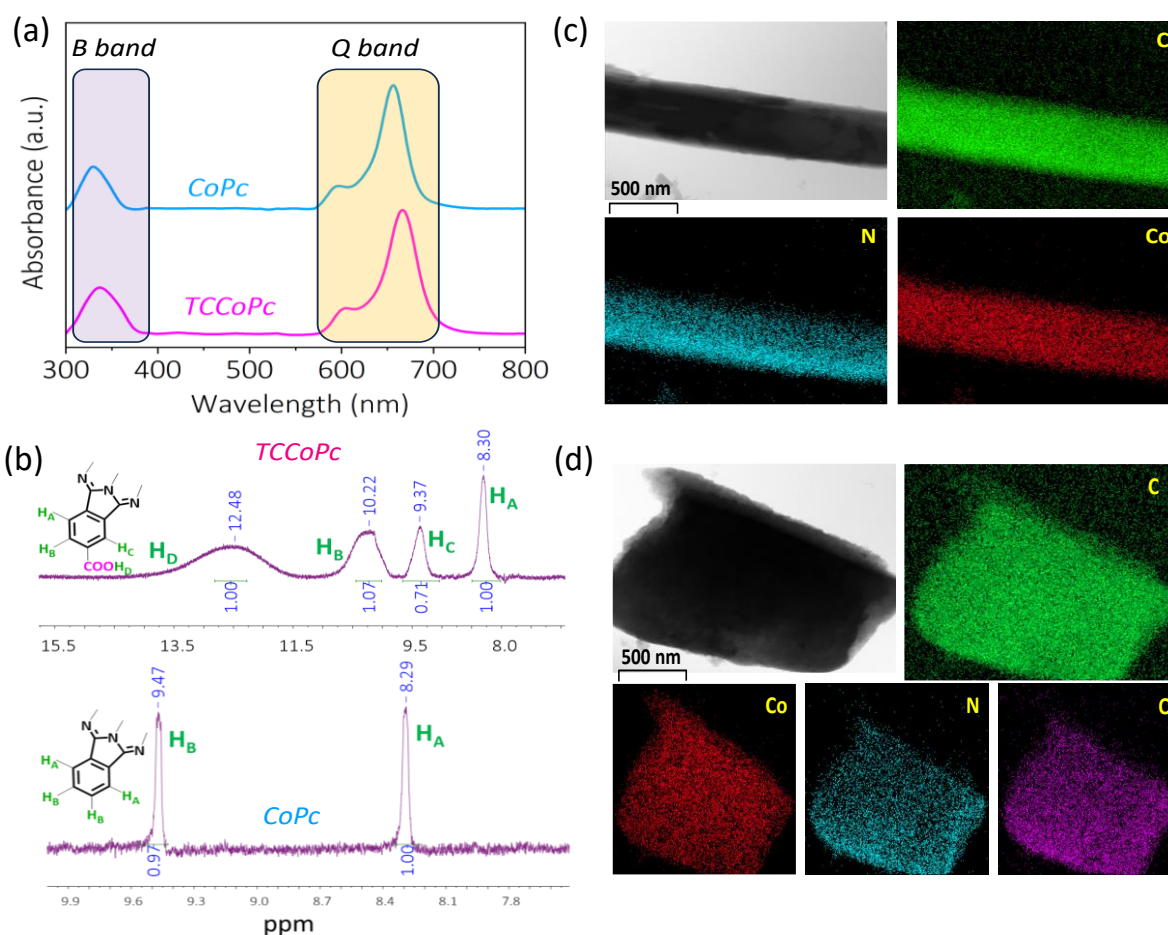 (a)
B band
Q band
CoPc
TCCoPc
Absorbance (a.u.)
300 400 500 600 700 800
Wavelength (nm)
(b)
TCCoPc
12.48
10.22
9.37
8.30
H_A
H_B
H_C
COOH_D
N
N
N
H_D
H_B
H_C
H_A
1.00
1.07
0.71
1.00
15.5 13.5 11.5 9.5 8.0
9.47
8.29
H_A
H_B
H_B
H_A
N
N
N
H_B
H_A
CoPc
0.97
1.00
9.9 9.6 9.3 9.0 8.7 8.4 8.1 7.8
ppm
(c)
500 nm
C
N
Co
(d)
500 nm
C
Co
N
O